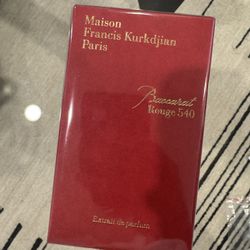 Maison
Francis Kurkdjian
Paris
Baccarat
Rouge 540
Extrait de parfum